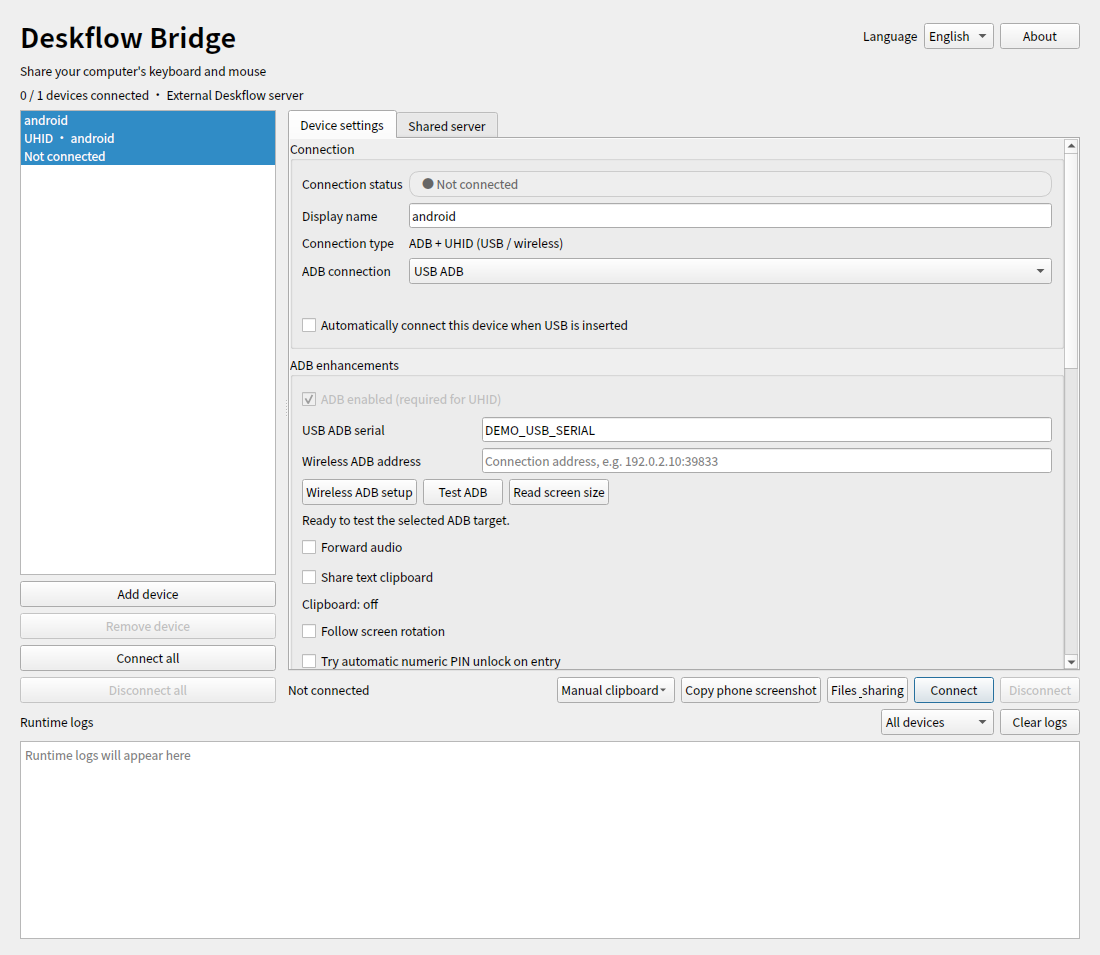 Deskflow Bridge
Language English About
Share your computer's keyboard and mouse
0 / 1 devices connected · External Deskflow server
android
UHID · android
Not connected
Add device
Remove device
Connect all
Disconnect all
Device settings Shared server
Connection
Connection status Not connected
Display name android
Connection type ADB + UHID (USB / wireless)
ADB connection USB ADB
Automatically connect this device when USB is inserted
ADB enhancements
ADB enabled (required for UHID)
USB ADB serial DEMO_USB_SERIAL
Wireless ADB address Connection address, e.g. 192.0.2.10:39833
Wireless ADB setup Test ADB Read screen size
Ready to test the selected ADB target.
Forward audio
Share text clipboard
Clipboard: off
Follow screen rotation
Try automatic numeric PIN unlock on entry
Not connected Manual clipboard Copy phone screenshot Files_sharing Connect Disconnect
Runtime logs All devices Clear logs
Runtime logs will appear here